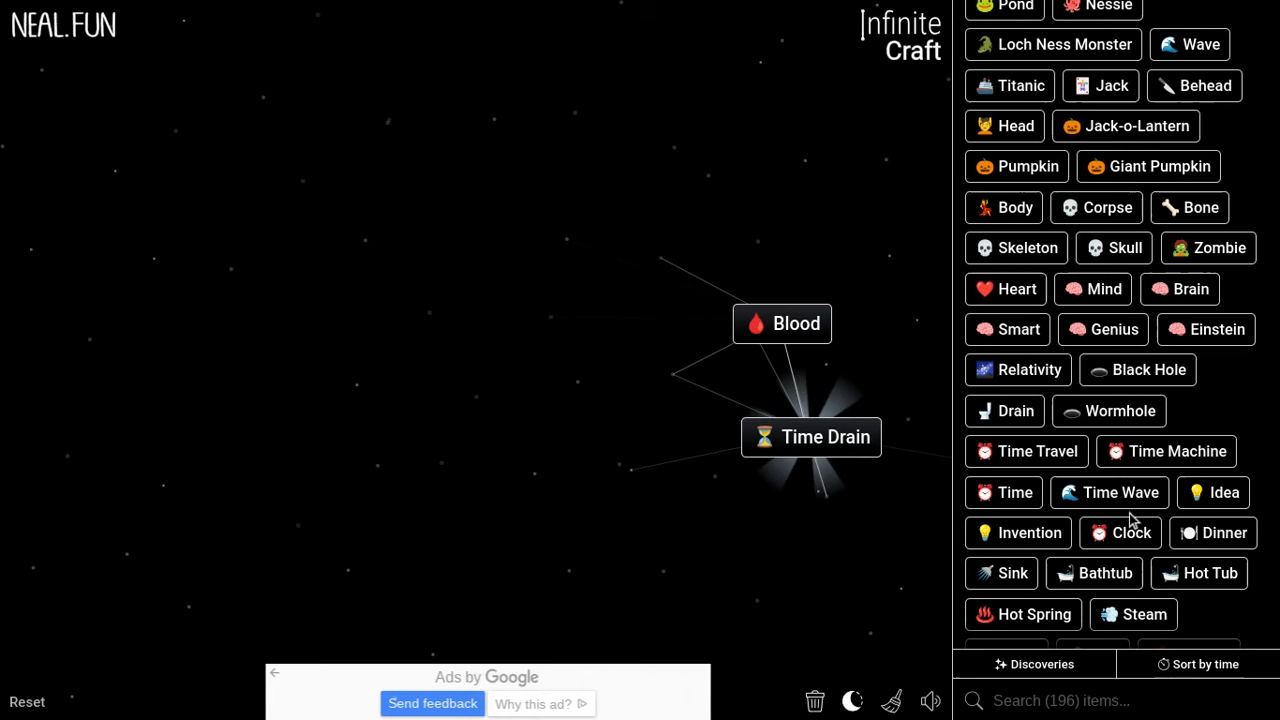 NEAL.FUN
Infinite
Craft
Pond Nessie
Loch Ness Monster Wave
Titanic Jack Behead
Head Jack-o-Lantern
Pumpkin Giant Pumpkin
Body Corpse Bone
Skeleton Skull Zombie
Heart Mind Brain
Smart Genius Einstein
Relativity Black Hole
Drain Wormhole
Time Travel Time Machine
Time Time Wave Idea
Invention Clock Dinner
Sink Bathtub Hot Tub
Hot Spring Steam
Blood
Time Drain
Discoveries Sort by time
Search (196) items...
Ads by Google
Send feedback Why this ad?
Reset